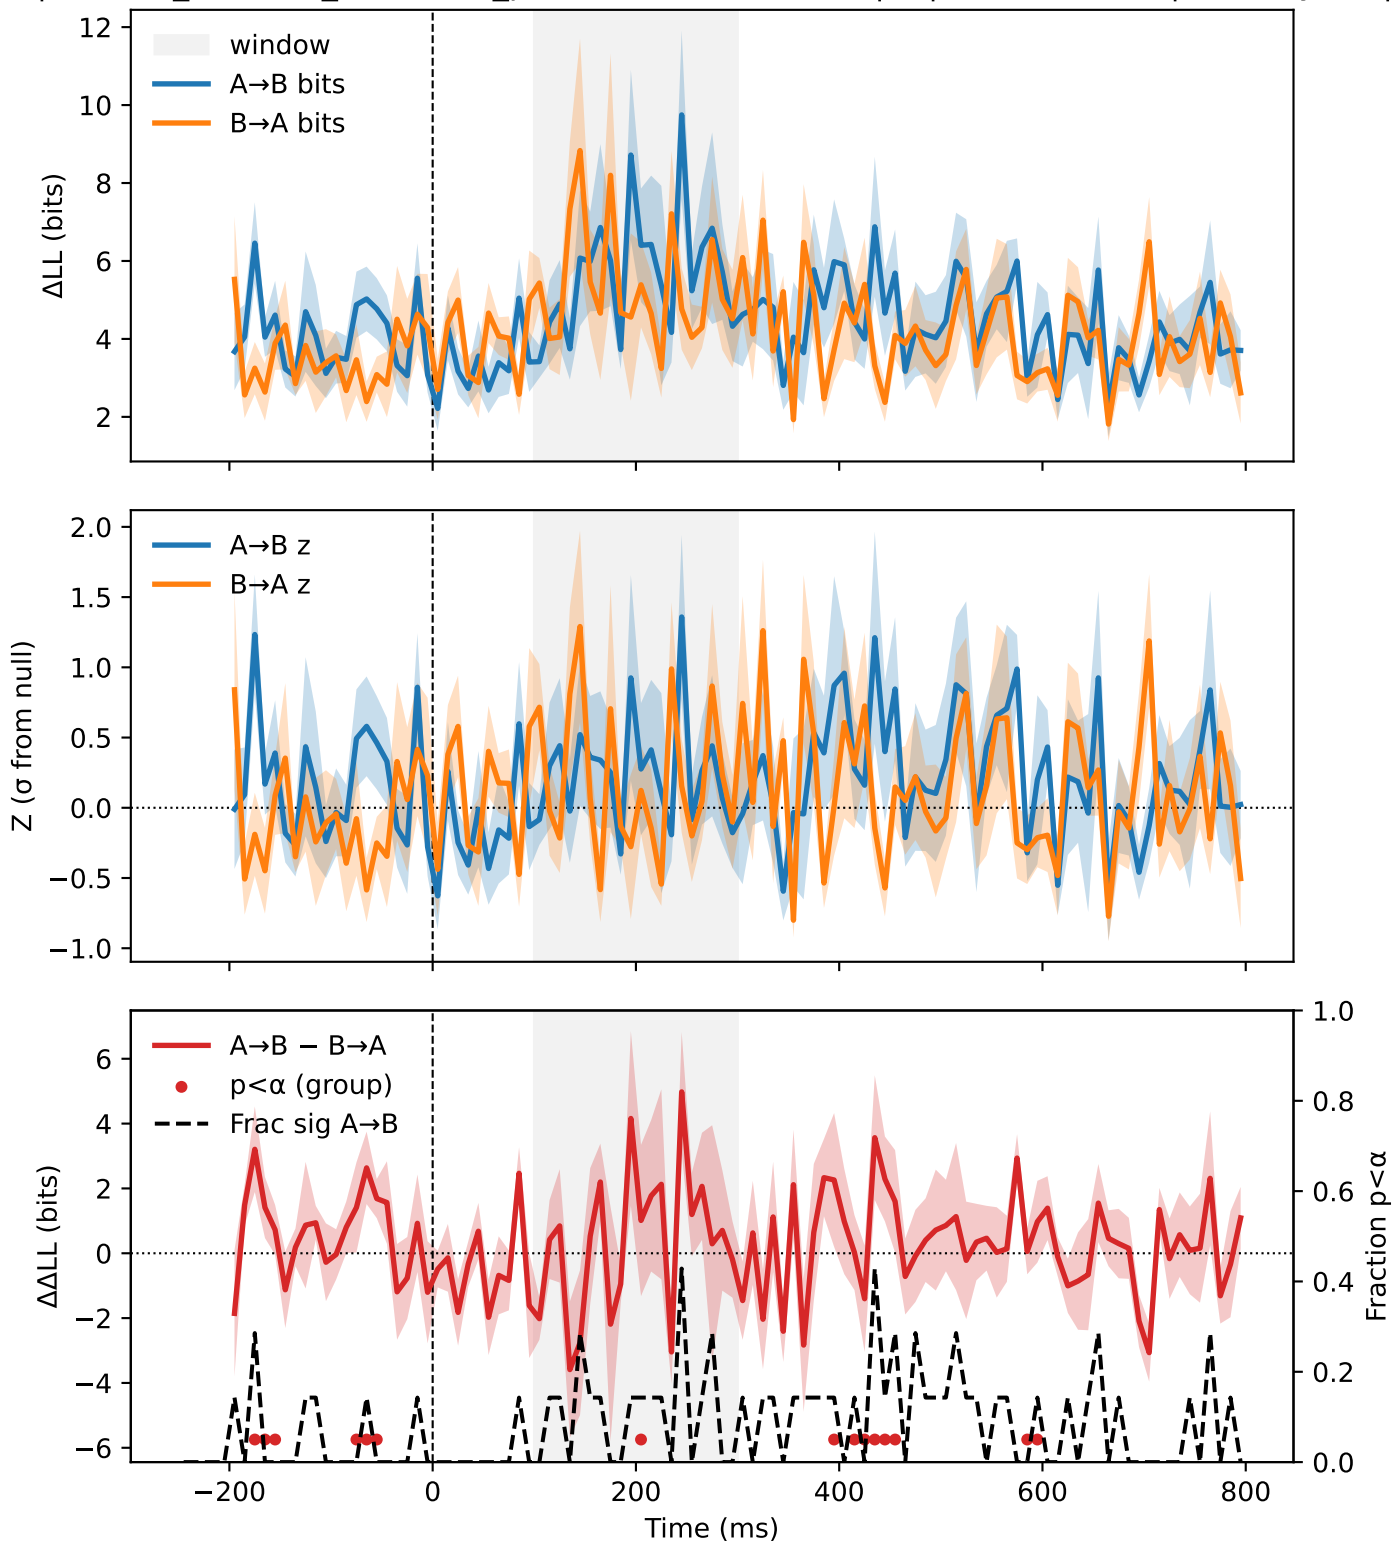 window
A→B bits
B→A bits
ΔLL (bits)
12
10
8
6
4
2
A→B z
B→A z
Z (σ from null)
2.0
1.5
1.0
0.5
0.0
−0.5
−1.0
A→B − B→A
p<α (group)
Frac sig A→B
ΔΔLL (bits)
6
4
2
0
−2
−4
−6
1.0
0.8
0.6
0.4
0.2
0.0
Fraction p<α
−200
0
200
400
600
800
Time (ms)